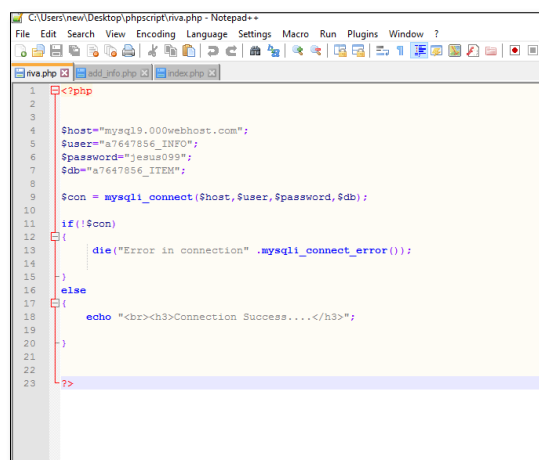 C:\Users\new\Desktop\phpscript\riva.php - Notepad++
File Edit Search View Encoding Language Settings Macro Run Plugins Window ?
riva.php add_info.php index.php
1 <?php
2
3
4 $host="mysql9.000webhost.com";
5 $user="a7647856_INFO";
6 $password="jesus099";
7 $db="a7647856_ITEM";
8
9 $con = mysqli_connect($host,$user,$password,$db);
10
11 if(!$con)
12 {
13 die("Error in connection" .mysqli_connect_error());
14
15 }
16 else
17 {
18 echo "<br><h3>Connection Success....</h3>";
19
20 }
21
22
23 ?>